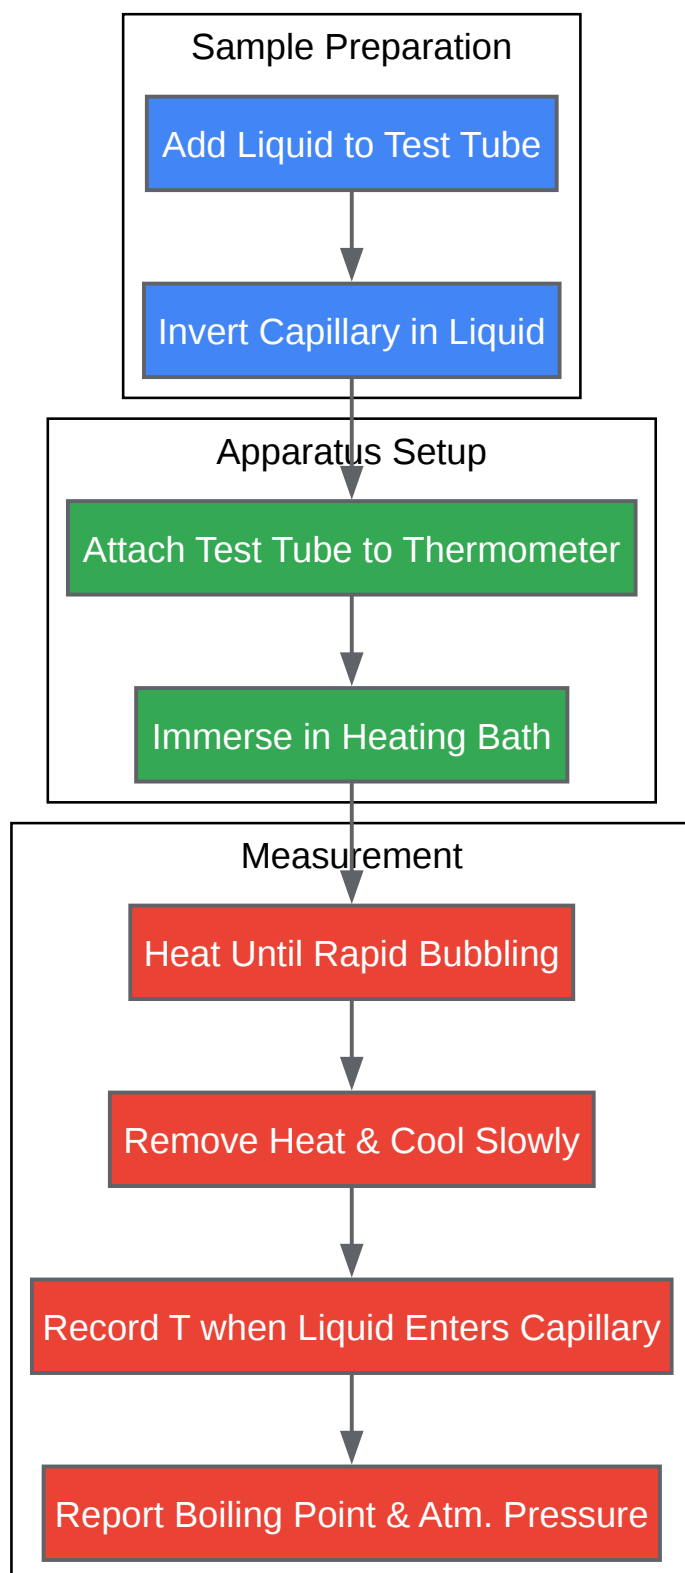 Sample Preparation
Add Liquid to Test Tube
Invert Capillary in Liquid
Apparatus Setup
Attach Test Tube to Thermometer
Immerse in Heating Bath
Measurement
Heat Until Rapid Bubbling
Remove Heat & Cool Slowly
Record T when Liquid Enters Capillary
Report Boiling Point & Atm. Pressure